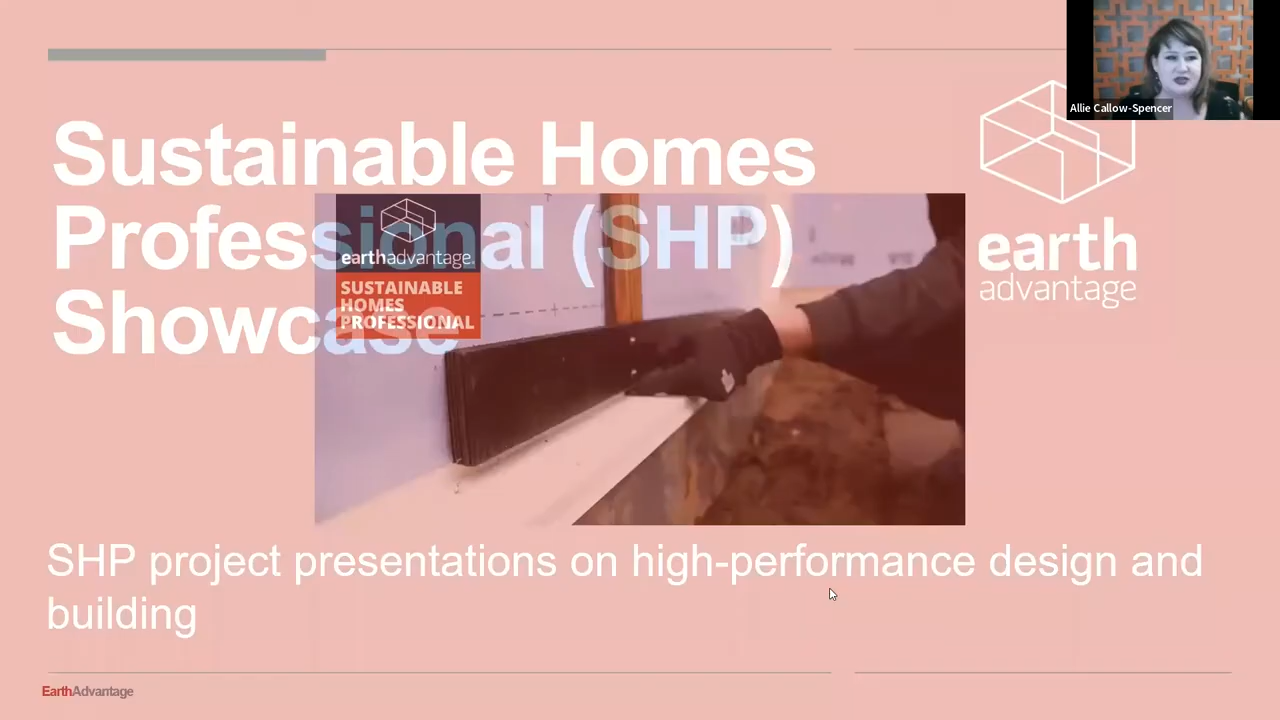 Allie Callow-Spencer
Sustainable Homes
Professional (SHP)
Showcase
earthadvantage.
SUSTAINABLE
HOMES
PROFESSIONAL
earth
advantage
SHP project presentations on high-performance design and
building
EarthAdvantage